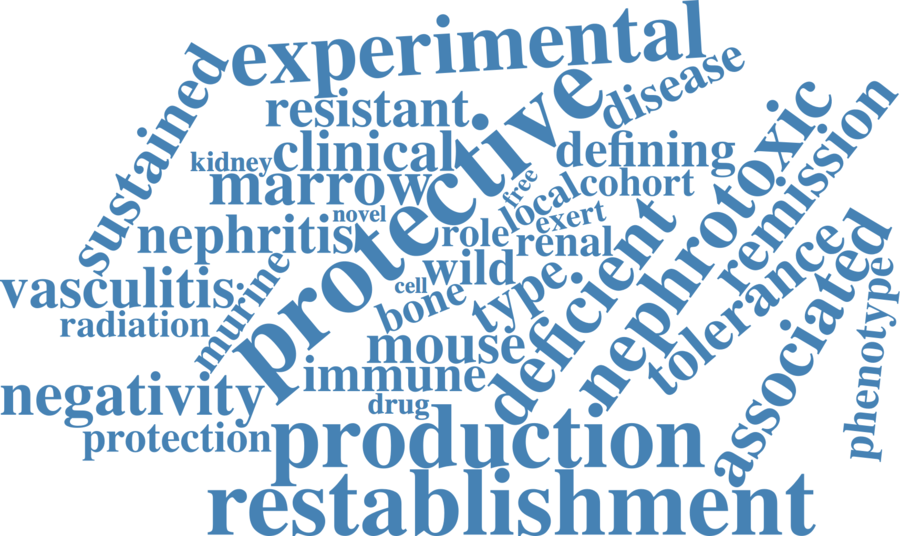 experimental
sustained
disease
resistant
protective
nephrotoxic
remission
clinical
defining
kidney
marrow
free
cohort
local
novel
exert
nephritis
role
renal
deficient
tolerance
associated
wild
vasculitis
murine
cell
bone
type
phenotype
radiation
mouse
immune
negativity
drug
protection
production
restablishment